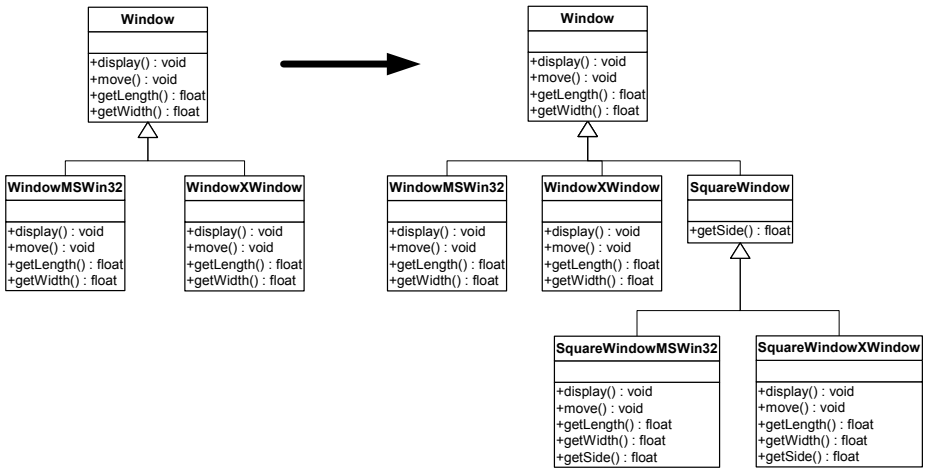 Window
+display() : void
+move() : void
+getLength() : float
+getWidth() : float
WindowMSWin32
+display() : void
+move() : void
+getLength() : float
+getWidth() : float
WindowXWindow
+display() : void
+move() : void
+getLength() : float
+getWidth() : float
Window
+display() : void
+move() : void
+getLength() : float
+getWidth() : float
WindowMSWin32
+display() : void
+move() : void
+getLength() : float
+getWidth() : float
WindowXWindow
+display() : void
+move() : void
+getLength() : float
+getWidth() : float
SquareWindow
+getSide() : float
SquareWindowMSWin32
+display() : void
+move() : void
+getLength() : float
+getWidth() : float
+getSide() : float
SquareWindowXWindow
+display() : void
+move() : void
+getLength() : float
+getWidth() : float
+getSide() : float